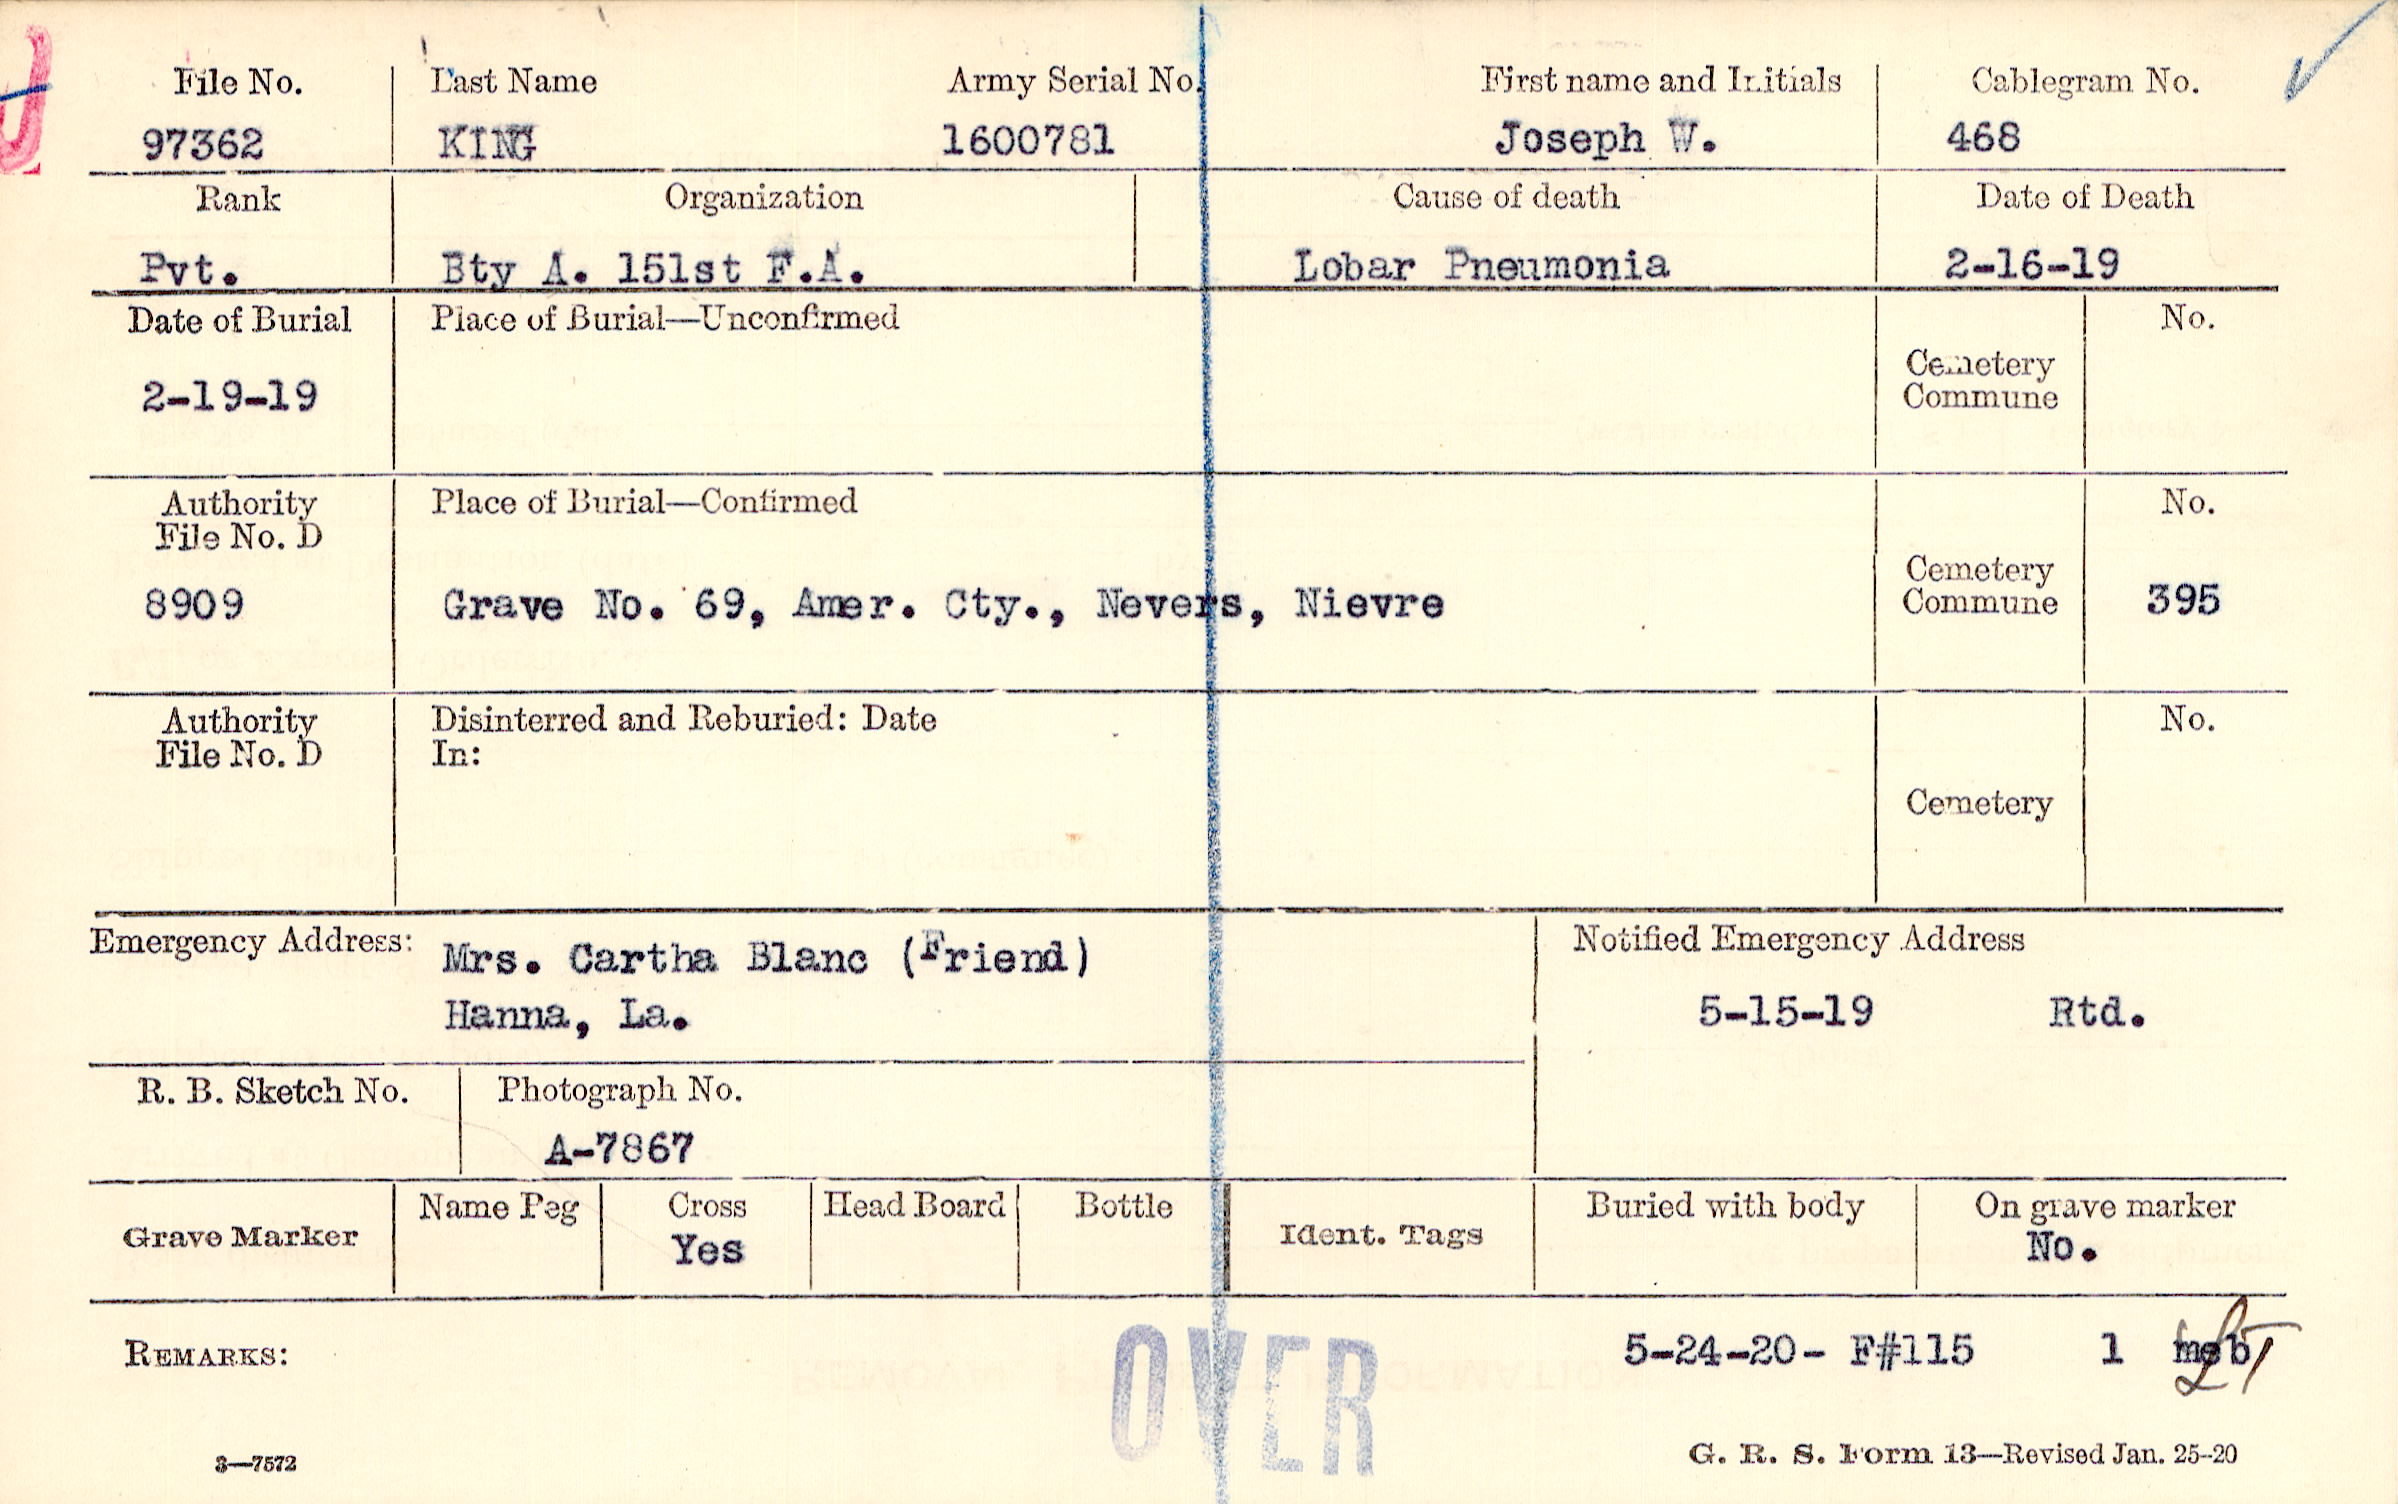 File No. Last Name Army Serial No. First name and Initials Cablegram No.
97362 KING 1600781 Joseph W. 468
Rank Organization Cause of death Date of Death
Pvt. Bty A. 151st F.A. Lobar Pneumonia 2-16-19
Date of Burial Place of Burial—Unconfirmed No.
2-19-19 Cemetery
Commune
Authority Place of Burial—Confirmed No.
File No. D
8909 Grave No. 69, Amer. Cty., Nevers, Nievre Cemetery
Commune 395
Authority Disinterred and Reburied: Date No.
File No. D In:
Cemetery
Emergency Address: Mrs. Cartha Blanc (Friend) Notified Emergency Address
Hanna, La. 5-15-19 Rtd.
R. B. Sketch No. Photograph No.
A-7867
Name Peg Cross Head Board Bottle Buried with body On grave marker
Grave Marker Yes Ident. Tags No.
REMARKS: 5-24-20- F#115 1
OVER
3—7572 G. R. S. Form 13—Revised Jan. 25-20